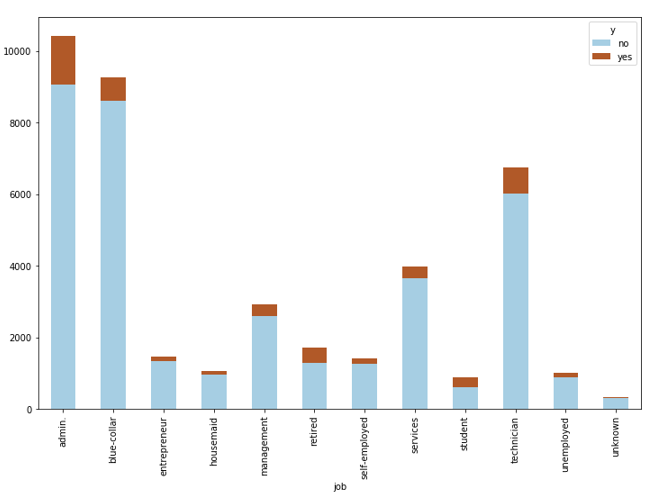 y
no
yes
10000
8000
6000
4000
2000
0
admin.
blue-collar
entrepreneur
housemaid
management
retired
self-employed
services
student
technician
unemployed
unknown
job